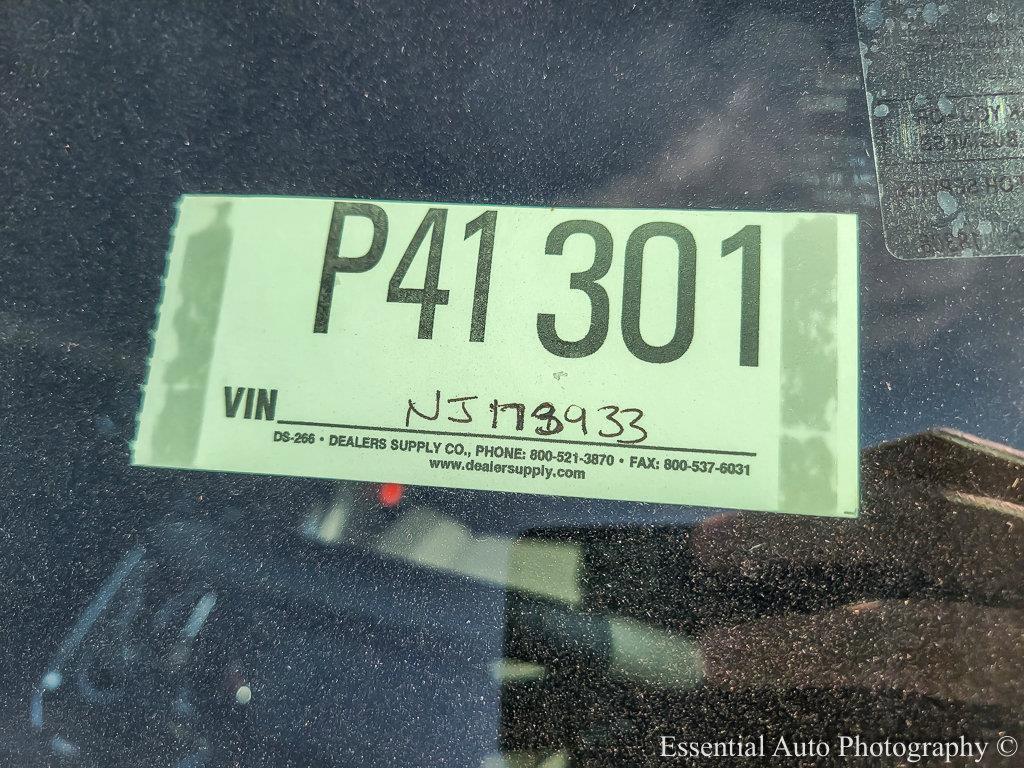 P41 301
VIN NJ178933
DS-266 • DEALERS SUPPLY CO., PHONE: 800-521-3870 • FAX: 800-537-6031
www.dealersupply.com
Essential Auto Photography ©